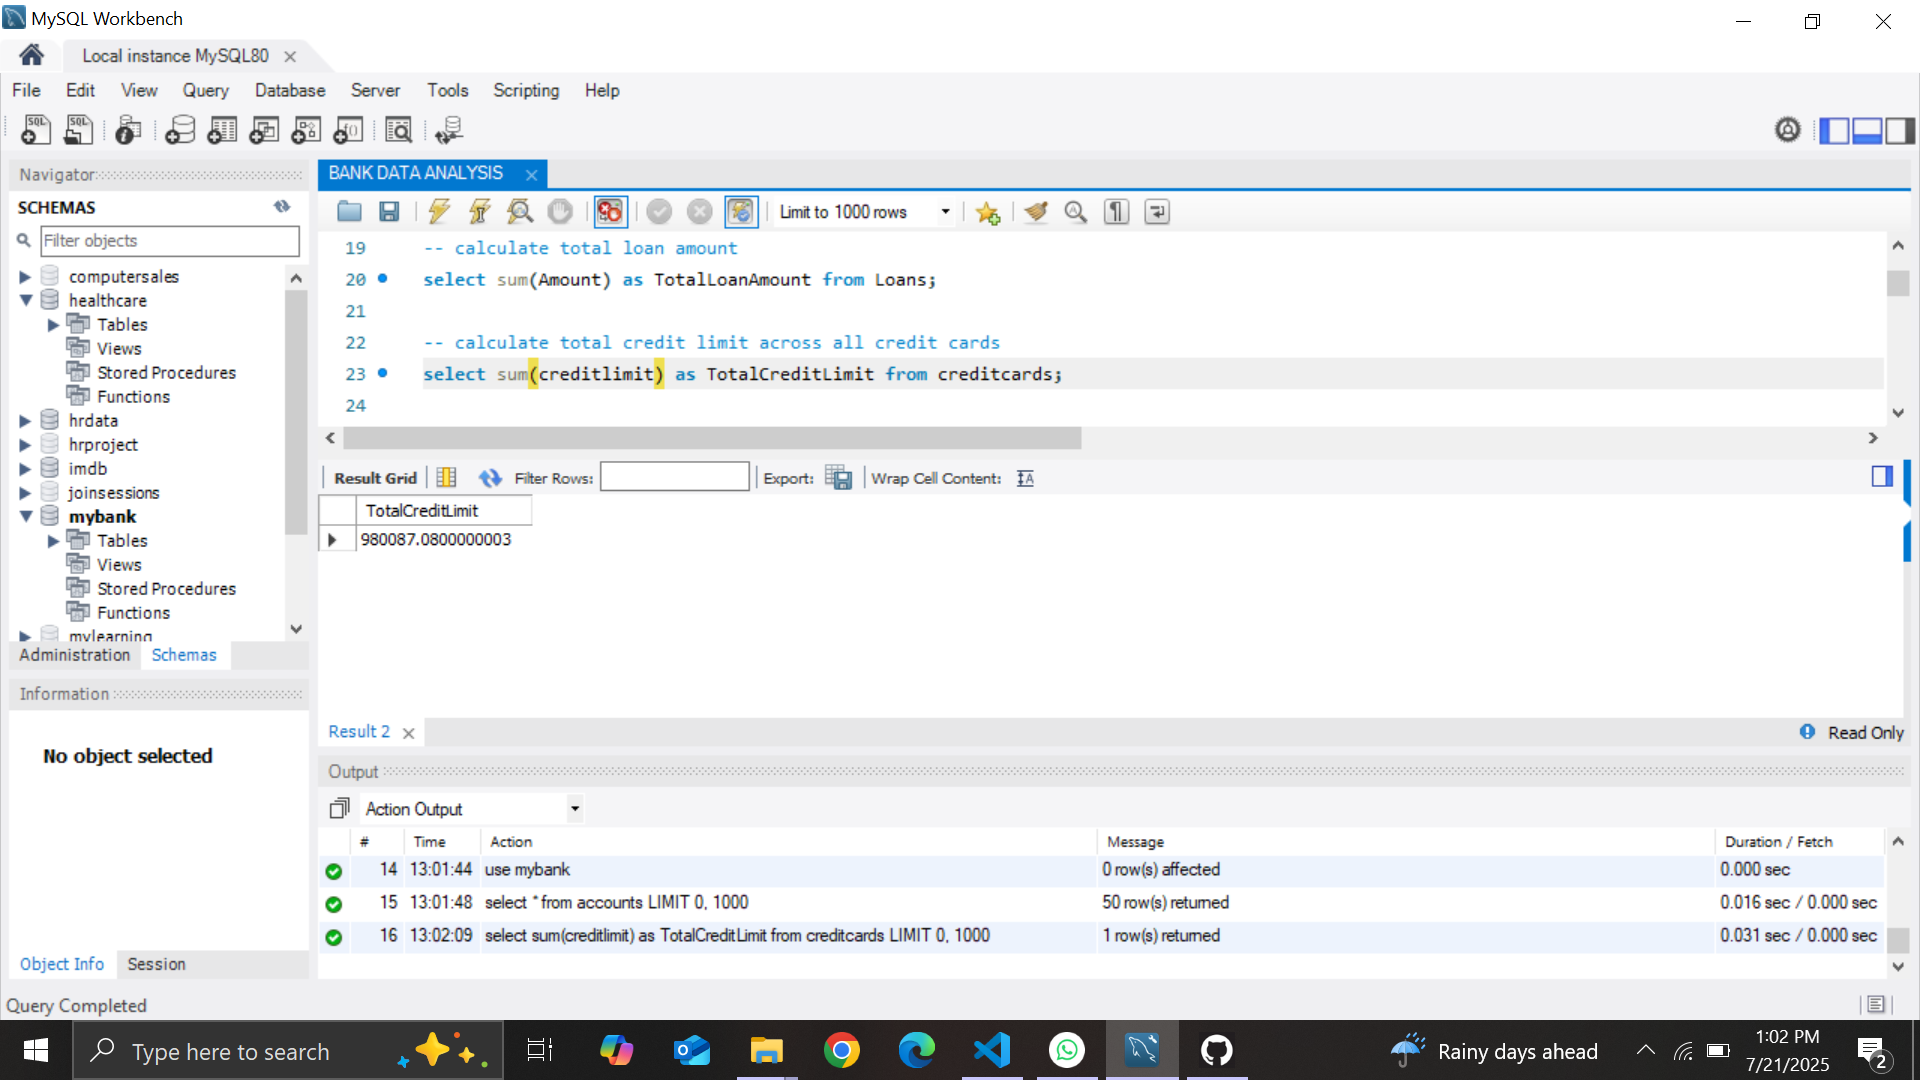 MySQL Workbench
Local instance MySQL80
File Edit View Query Database Server Tools Scripting Help
Navigator
SCHEMAS
Filter objects
computersales
healthcare
Tables
Views
Stored Procedures
Functions
hrdata
hrproject
imdb
joinsessions
mybank
Tables
Views
Stored Procedures
Functions
mylearning
Administration Schemas
Information
No object selected
Object Info Session
BANK DATA ANALYSIS
Limit to 1000 rows
19 -- calculate total loan amount
20 select sum(Amount) as TotalLoanAmount from Loans;
21
22 -- calculate total credit limit across all credit cards
23 select sum(creditlimit) as TotalCreditLimit from creditcards;
24
Result Grid Filter Rows: Export: Wrap Cell Content:
TotalCreditLimit
980087.0800000003
Result 2 Read Only
Output
Action Output
# Time Action Message Duration / Fetch
14 13:01:44 use mybank 0 row(s) affected 0.000 sec
15 13:01:48 select * from accounts LIMIT 0, 1000 50 row(s) returned 0.016 sec / 0.000 sec
16 13:02:09 select sum(creditlimit) as TotalCreditLimit from creditcards LIMIT 0, 1000 1 row(s) returned 0.031 sec / 0.000 sec
Query Completed
Type here to search
Rainy days ahead
1:02 PM
7/21/2025
2